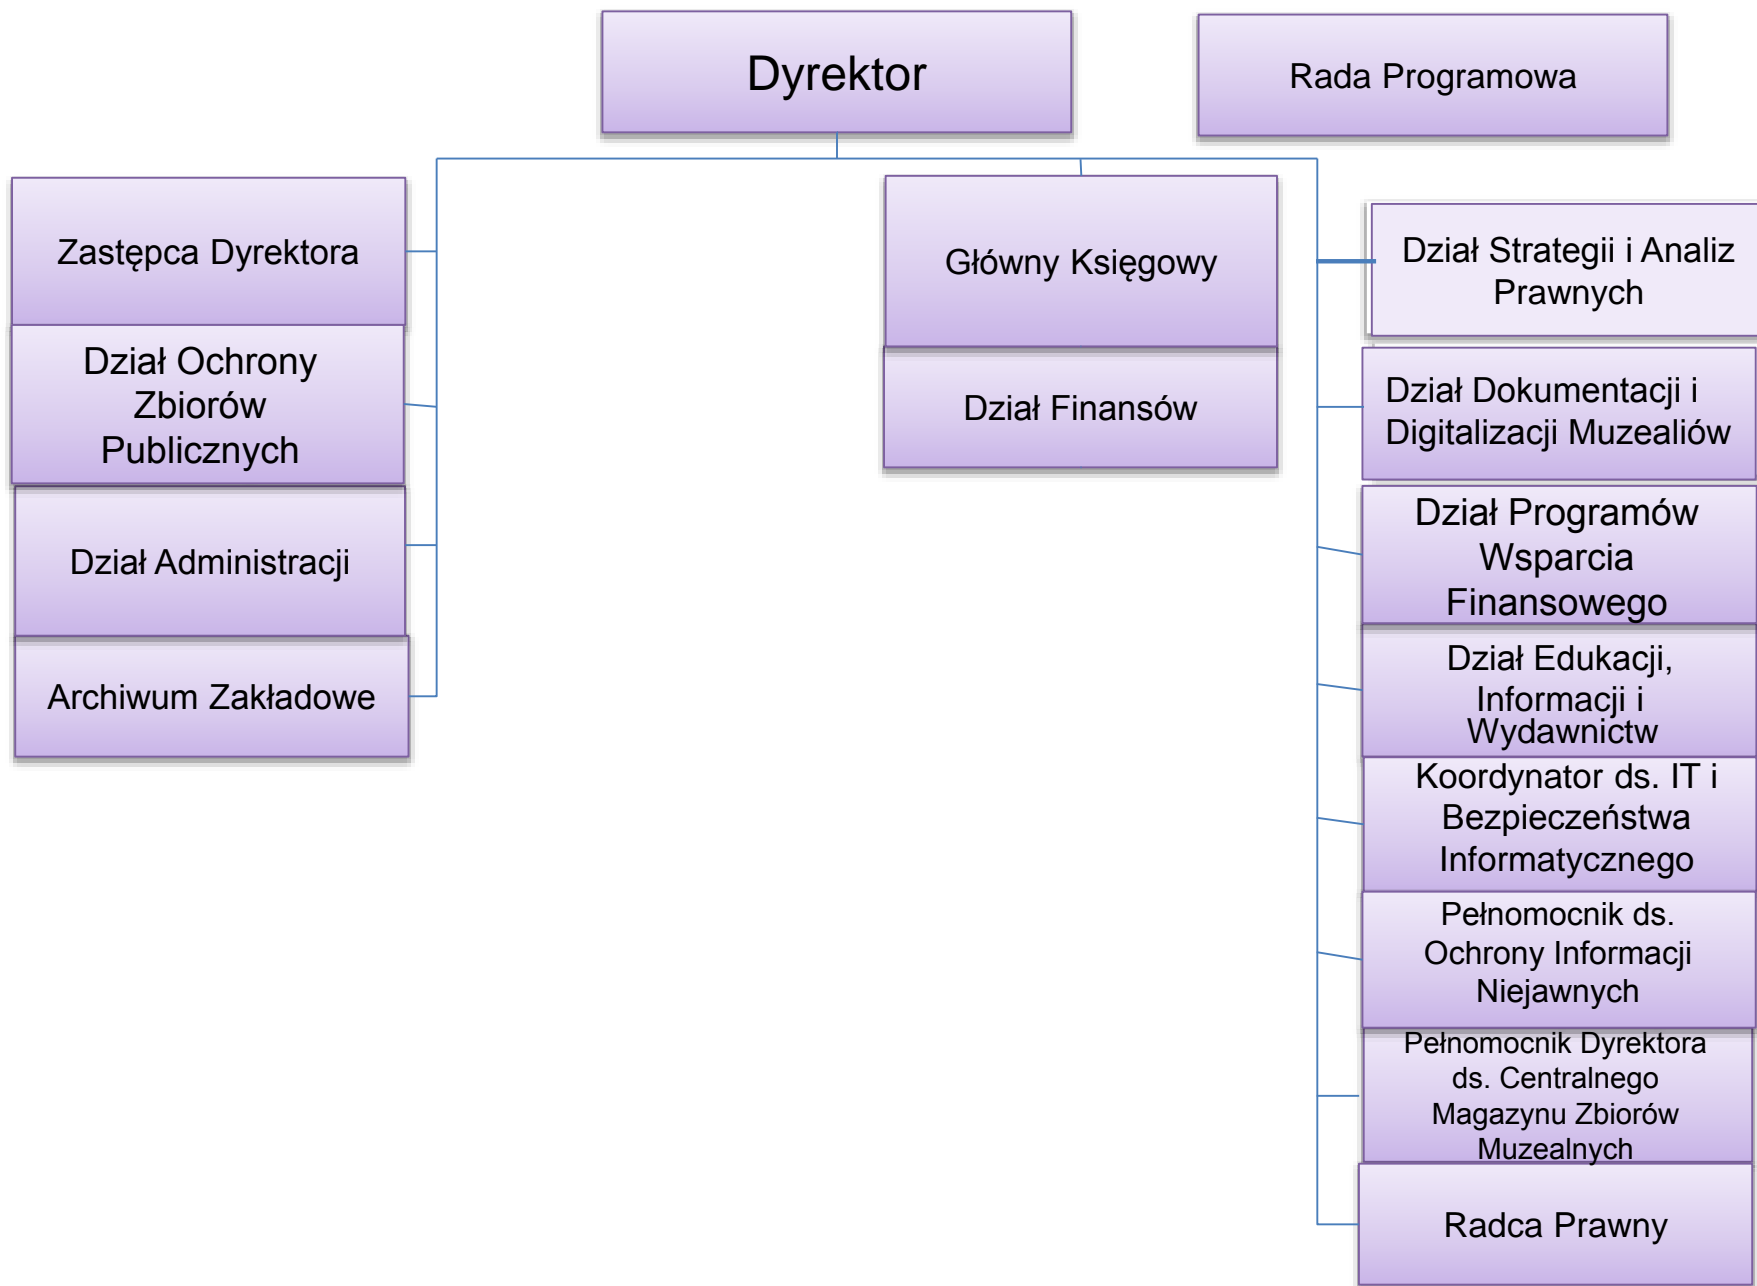 Dyrektor
Rada Programowa
Zastępca Dyrektora
Dział Ochrony
Zbiorów
Publicznych
Dział Administracji
Archiwum Zakładowe
Główny Księgowy
Dział Finansów
Dział Strategii i Analiz
Prawnych
Dział Dokumentacji i
Digitalizacji Muzealiów
Dział Programów
Wsparcia
Finansowego
Dział Edukacji,
Informacji i
Wydawnictw
Koordynator ds. IT i
Bezpieczeństwa
Informatycznego
Pełnomocnik ds.
Ochrony Informacji
Niejawnych
Pełnomocnik Dyrektora
ds. Centralnego
Magazynu Zbiorów
Muzealnych
Radca Prawny